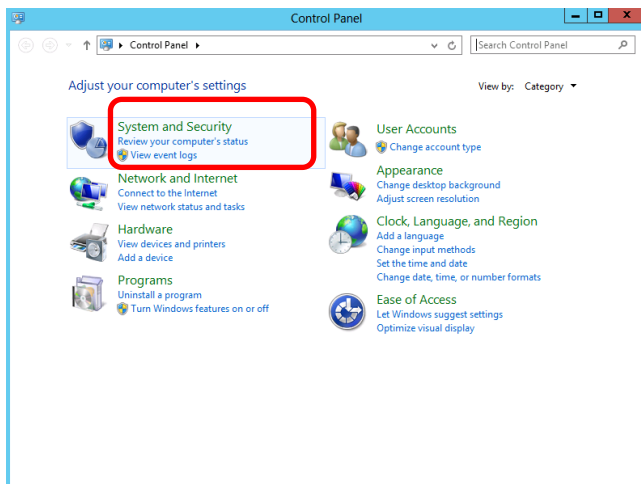 Control Panel
Control Panel
Search Control Panel
Adjust your computer's settings
View by: Category
System and Security
Review your computer's status
View event logs
Network and Internet
Connect to the Internet
View network status and tasks
Hardware
View devices and printers
Add a device
Programs
Uninstall a program
Turn Windows features on or off
User Accounts
Change account type
Appearance
Change desktop background
Adjust screen resolution
Clock, Language, and Region
Add a language
Change input methods
Set the time and date
Change date, time, or number formats
Ease of Access
Let Windows suggest settings
Optimize visual display